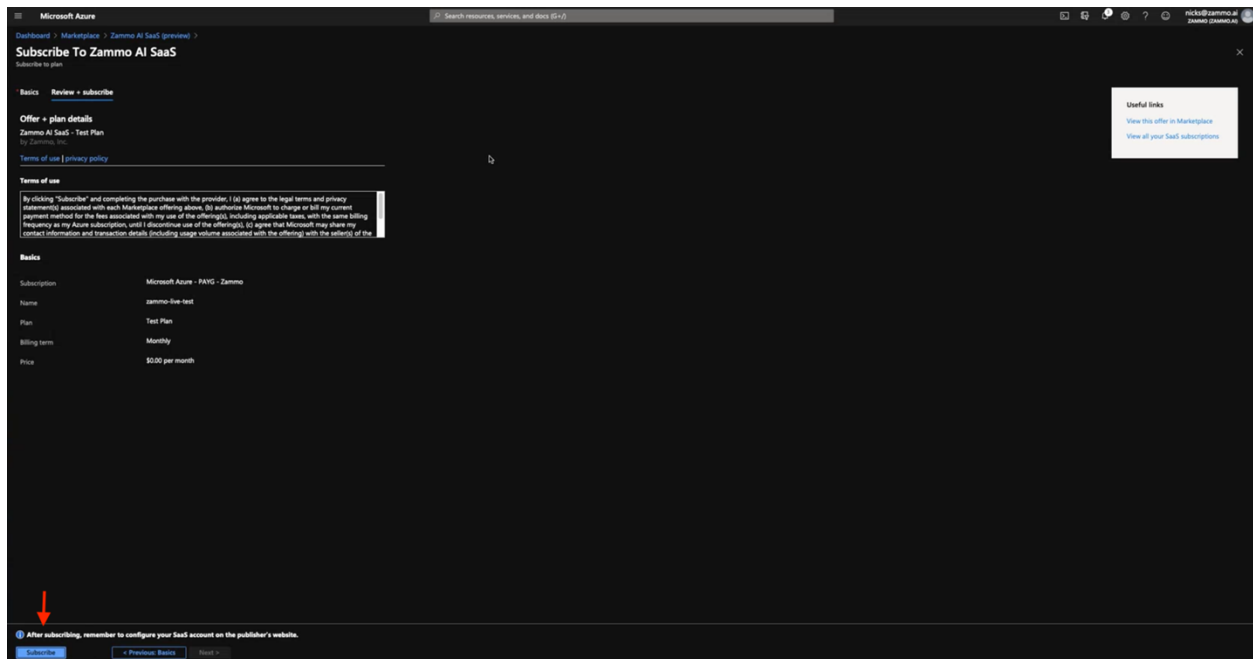 Microsoft Azure
Search resources, services, and docs (G+/)
nicks@zammo.ai
ZAMMO (ZAMMO.AI)
Dashboard > Marketplace > Zammo AI SaaS (preview) >
Subscribe To Zammo AI SaaS
Subscribe to plan
* Basics Review + subscribe
Offer + plan details
Zammo AI SaaS - Test Plan
by Zammo, Inc.
Terms of use | privacy policy
Terms of use
By clicking "Subscribe" and completing the purchase with the provider, I (a) agree to the legal terms and privacy
statement(s) associated with each Marketplace offering above, (b) authorize Microsoft to charge or bill my current
payment method for the fees associated with my use of the offering(s), including applicable taxes, with the same billing
frequency as my Azure subscription, until I discontinue use of the offering(s), (c) agree that Microsoft may share my
contact information and transaction details (including usage volume associated with the offering) with the seller(s) of the
Basics
Subscription Microsoft Azure - PAYG - Zammo
Name zammo-live-test
Plan Test Plan
Billing term Monthly
Price $0.00 per month
Useful links
View this offer in Marketplace
View all your SaaS subscriptions
After subscribing, remember to configure your SaaS account on the publisher's website.
Subscribe < Previous: Basics Next >